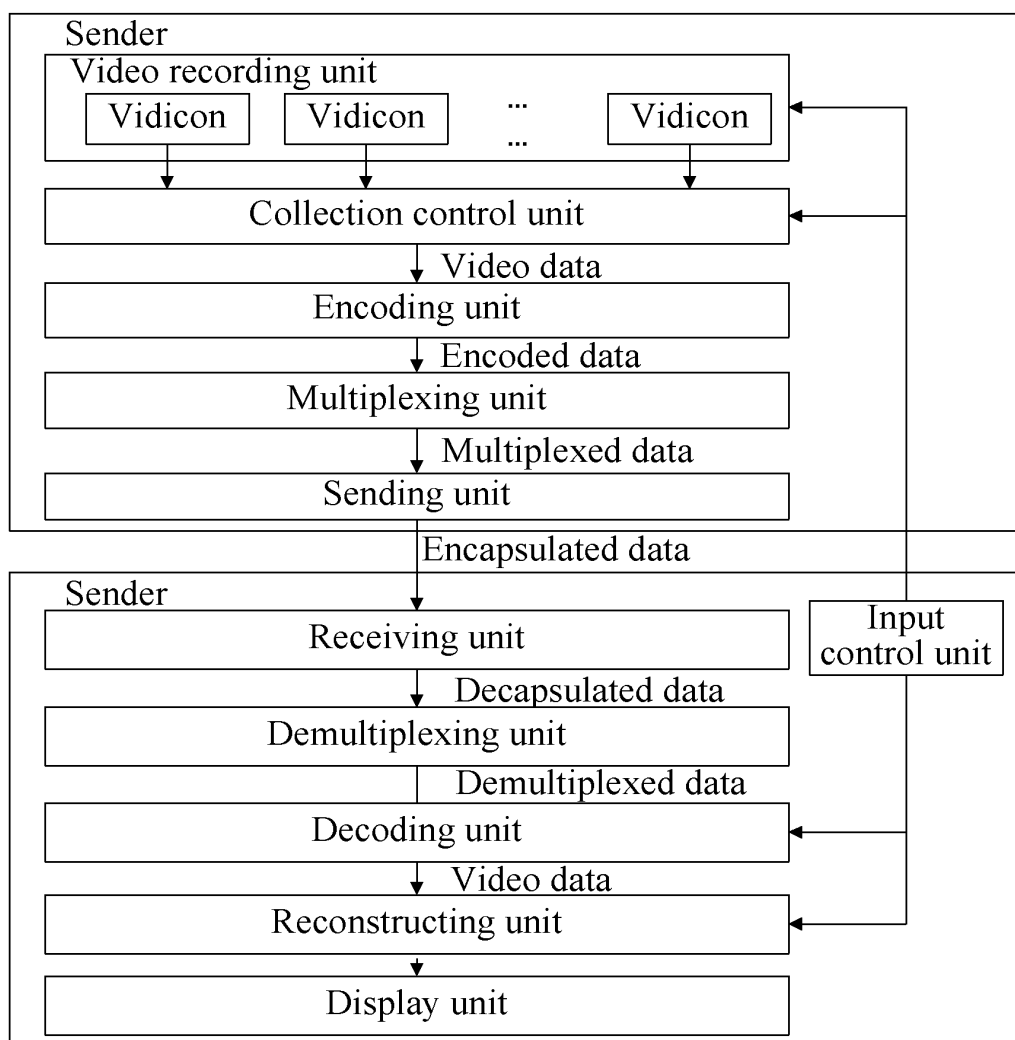 Sender
Video recording unit
Vidicon Vidicon ... Vidicon
...
Collection control unit
Video data
Encoding unit
Encoded data
Multiplexing unit
Multiplexed data
Sending unit
Encapsulated data
Sender
Receiving unit
Input
control unit
Decapsulated data
Demultiplexing unit
Demultiplexed data
Decoding unit
Video data
Reconstructing unit
Display unit